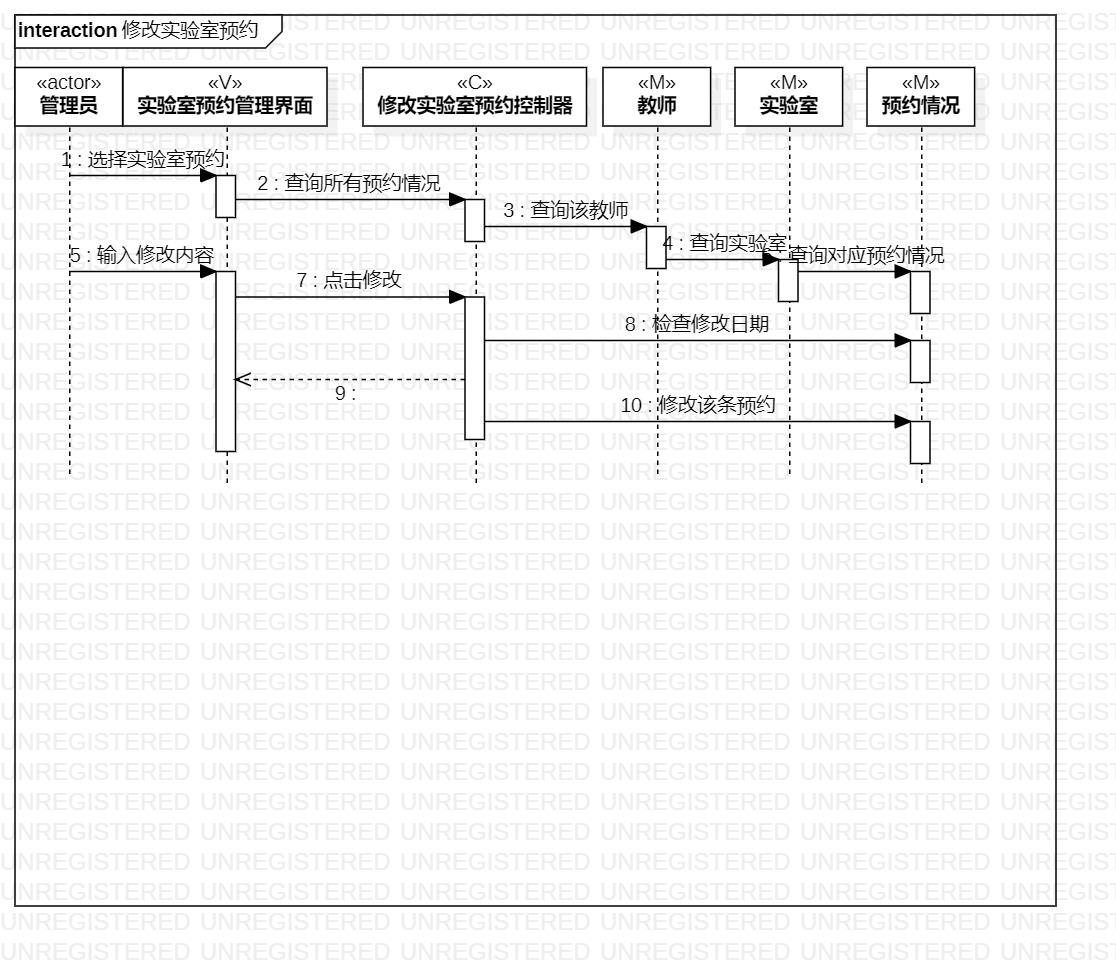 interaction 修改实验室预约
«actor»
管理员
«V»
实验室预约管理界面
«C»
修改实验室预约控制器
«M»
教师
«M»
实验室
«M»
预约情况
1 : 选择实验室预约
2 : 查询所有预约情况
3 : 查询该教师
4 : 查询实验室
5 : 输入修改内容
查询对应预约情况
7 : 点击修改
8 : 检查修改日期
9 :
10 : 修改该条预约
UNREGISTERED